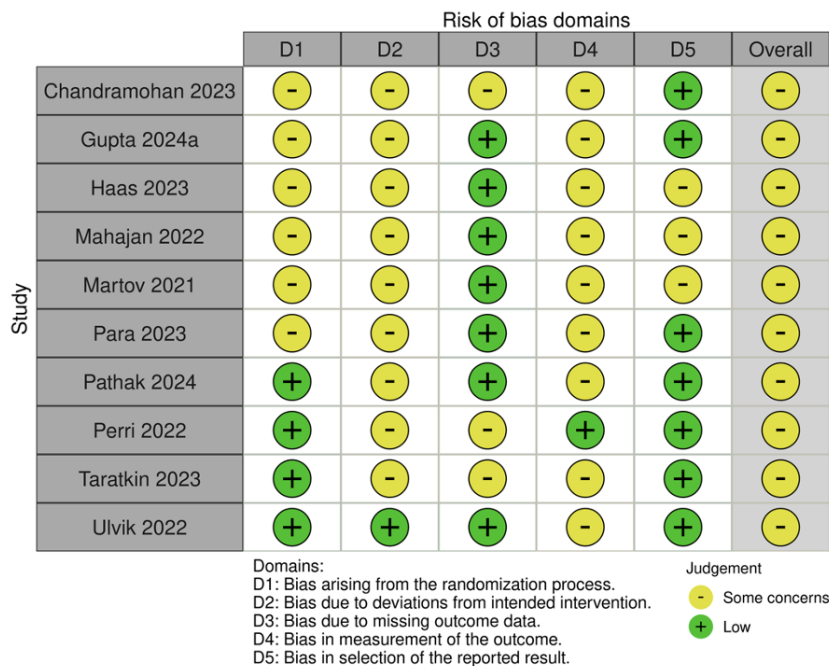 Risk of bias domains
D1 D2 D3 D4 D5 Overall
Study
Chandramohan 2023 - - - - + -
Gupta 2024a - - + - + -
Haas 2023 - - + - - -
Mahajan 2022 - - + - - -
Martov 2021 - - + - - -
Para 2023 - - + - + -
Pathak 2024 + - + - + -
Perri 2022 + - - + + -
Taratkin 2023 + - - - + -
Ulvik 2022 + + + - + -
Domains:
D1: Bias arising from the randomization process.
D2: Bias due to deviations from intended intervention.
D3: Bias due to missing outcome data.
D4: Bias in measurement of the outcome.
D5: Bias in selection of the reported result.
Judgement
- Some concerns
+ Low